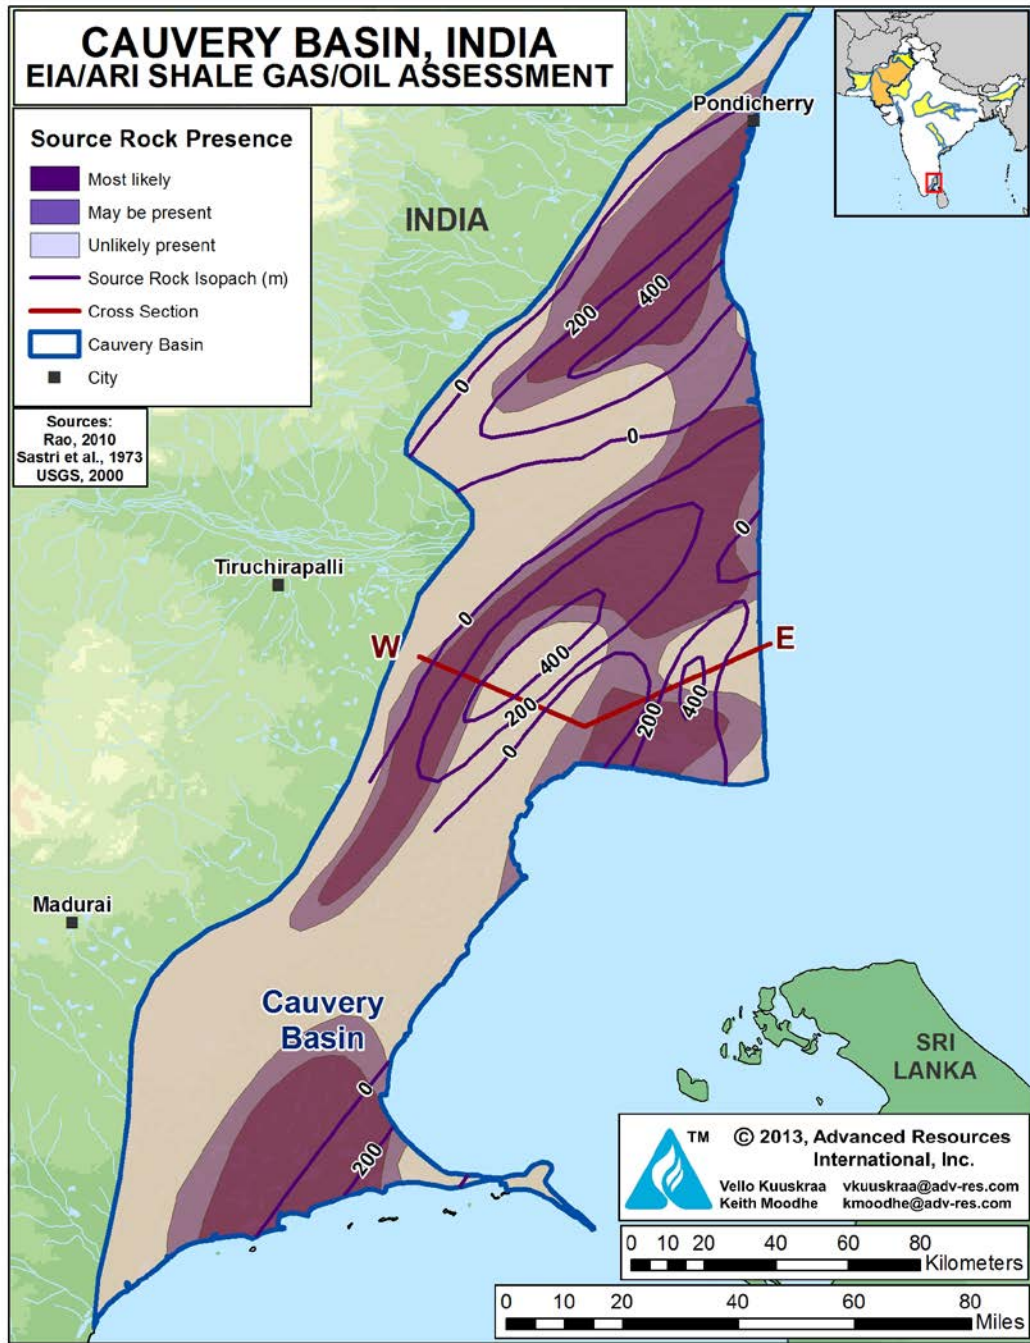 CAUVERY BASIN, INDIA
EIA/ARI SHALE GAS/OIL ASSESSMENT
Source Rock Presence
Most likely
May be present
Unlikely present
Source Rock Isopach (m)
Cross Section
Cauvery Basin
City
Sources:
Rao, 2010
Sastri et al., 1973
USGS, 2000
Pondicherry
INDIA
400
200
0
0
0
Tiruchirapalli
0
W
E
400
200
400
200
0
Madurai
Cauvery
Basin
0
200
SRI
LANKA
TM
© 2013, Advanced Resources
International, Inc.
Vello Kuuskraa vkuuskraa@adv-res.com
Keith Moodhe kmoodhe@adv-res.com
0 10 20 40 60 80
Kilometers
0 10 20 40 60 80
Miles